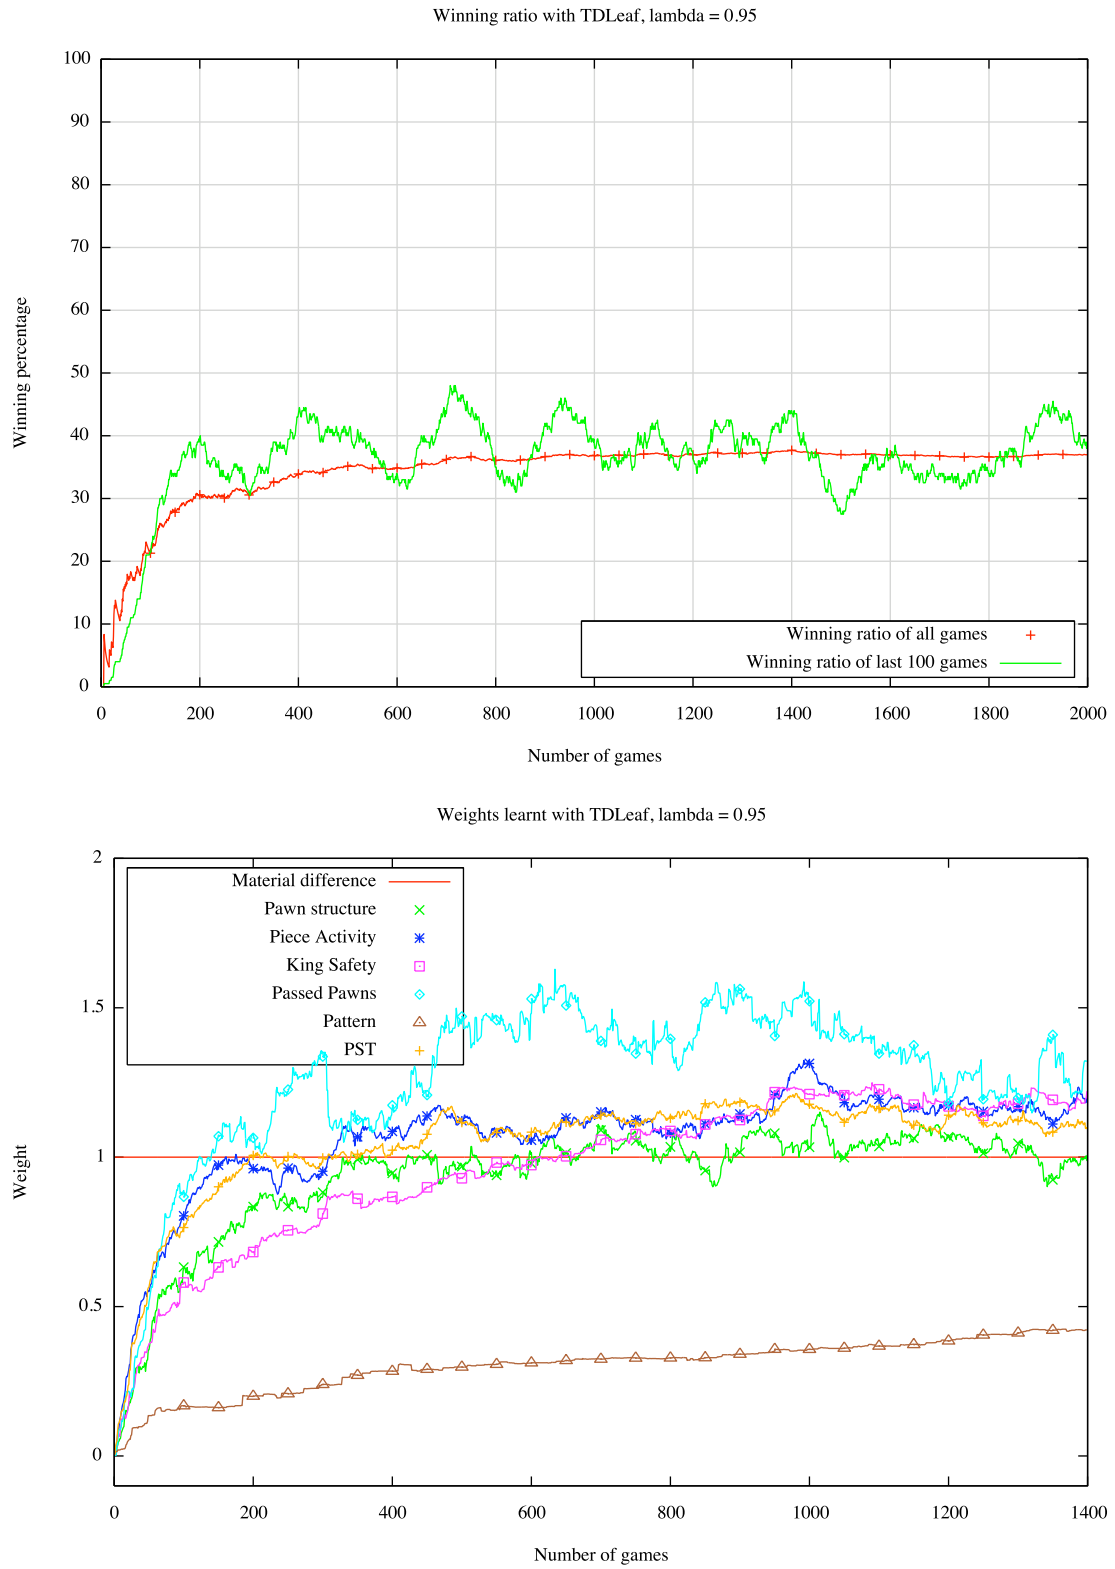 Winning ratio with TDLeaf, lambda = 0.95
100
90
80
70
60
50
40
30
20
10
0
Winning percentage
Winning ratio of all games
Winning ratio of last 100 games
0 200 400 600 800 1000 1200 1400 1600 1800 2000
Number of games
Weights learnt with TDLeaf, lambda = 0.95
2
1.5
1
0.5
0
Weight
Material difference
Pawn structure
Piece Activity
King Safety
Passed Pawns
Pattern
PST
0 200 400 600 800 1000 1200 1400
Number of games